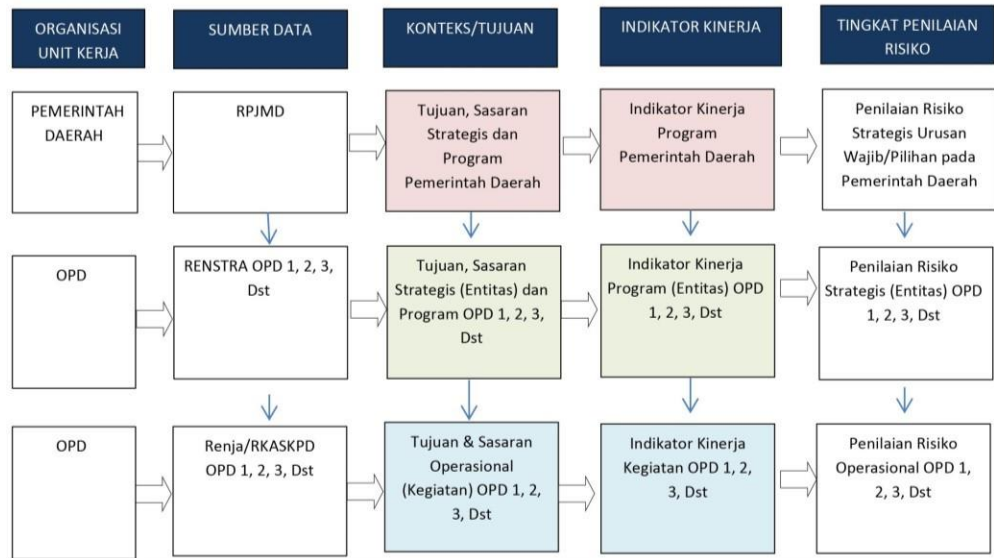 ORGANISASI
UNIT KERJA
SUMBER DATA
KONTEKS/TUJUAN
INDIKATOR KINERJA
TINGKAT PENILAIAN
RISIKO
PEMERINTAH
DAERAH
RPJMD
Tujuan, Sasaran
Strategis dan
Program
Pemerintah Daerah
Indikator Kinerja
Program
Pemerintah Daerah
Penilaian Risiko
Strategis Urusan
Wajib/Pilihan pada
Pemerintah Daerah
OPD
RENSTRA OPD 1, 2, 3,
Dst
Tujuan, Sasaran
Strategis (Entitas) dan
Program OPD 1, 2, 3,
Dst
Indikator Kinerja
Program (Entitas) OPD
1, 2, 3, Dst
Penilaian Risiko
Strategis (Entitas) OPD
1, 2, 3, Dst
OPD
Renja/RKASKPD
OPD 1, 2, 3, Dst
Tujuan & Sasaran
Operasional
(Kegiatan) OPD 1, 2,
3, Dst
Indikator Kinerja
Kegiatan OPD 1, 2,
3, Dst
Penilaian Risiko
Operasional OPD 1,
2, 3, Dst